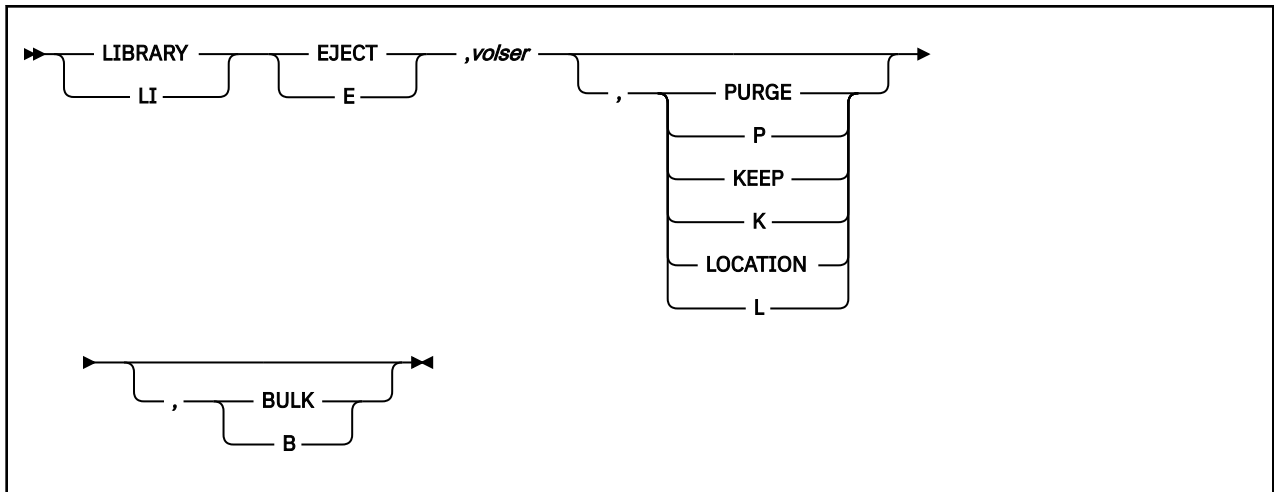 LIBRARY EJECT ,volser
LI E
, PURGE
P
KEEP
K
LOCATION
L
, BULK
B